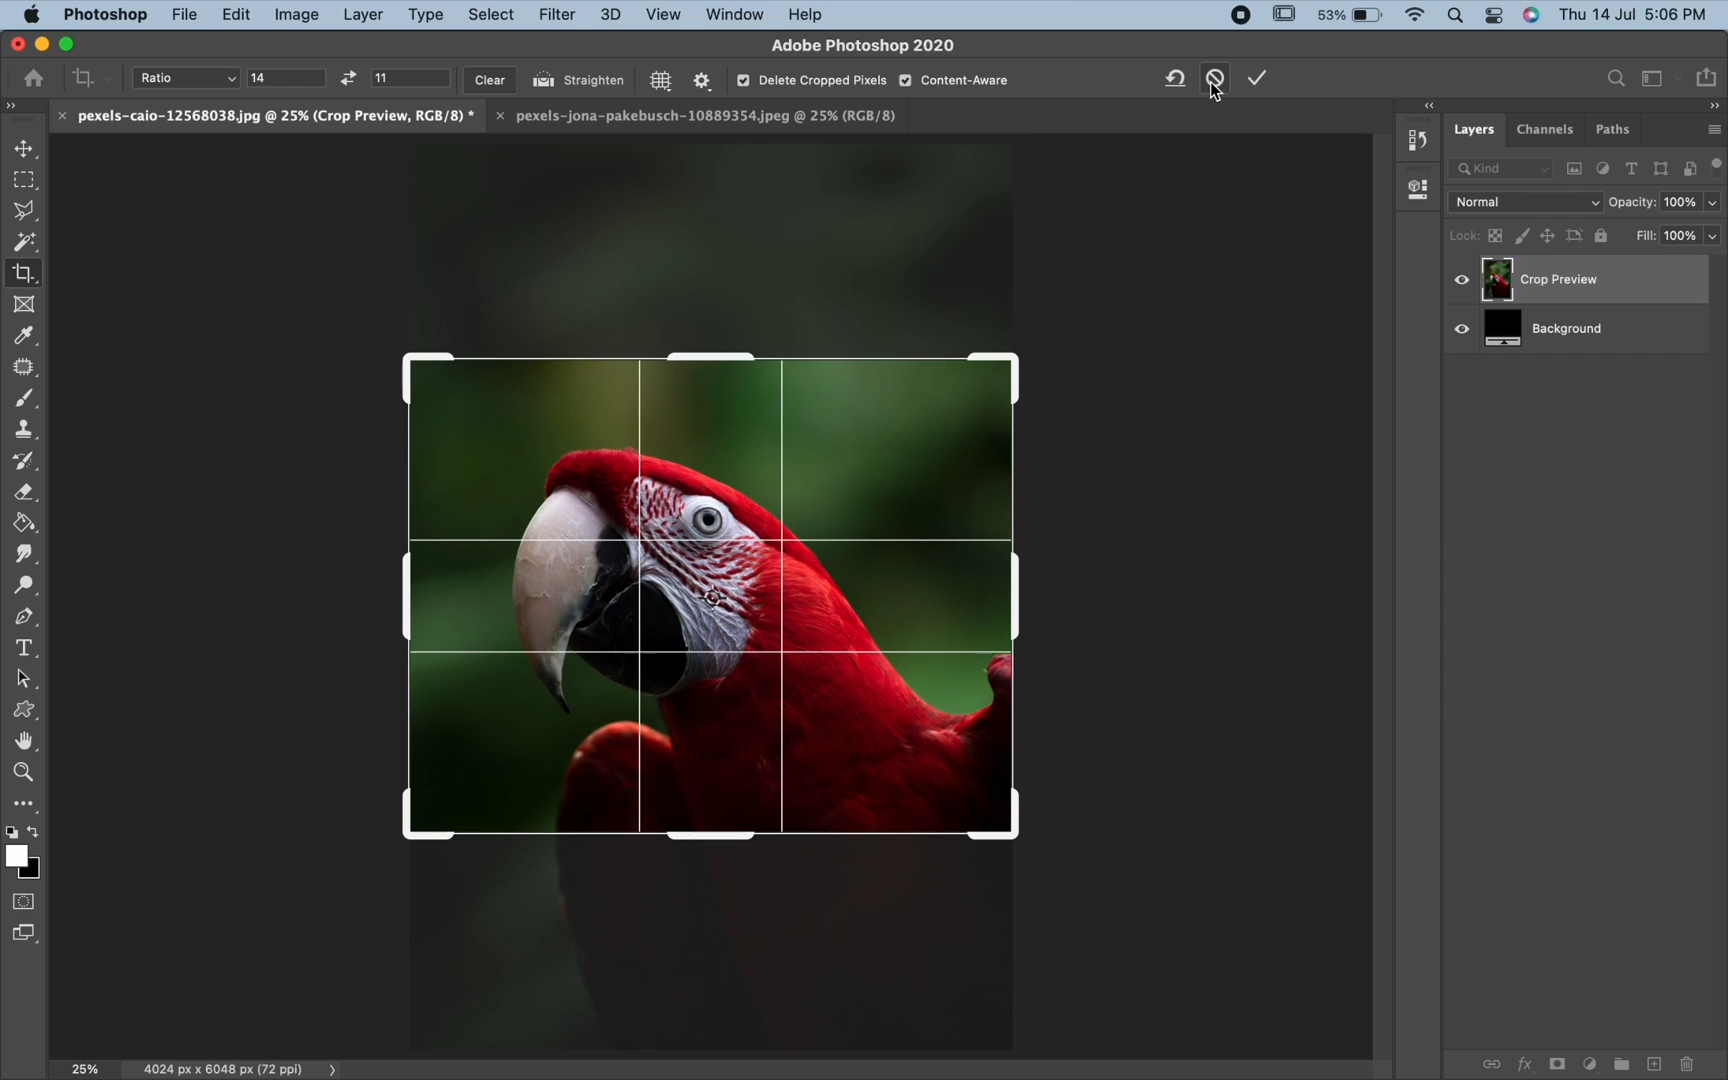 Photoshop File Edit Image Layer Type Select Filter 3D View Window Help 53% Thu 14 Jul 5:06 PM
Adobe Photoshop 2020
Ratio 14 11 Clear Straighten Delete Cropped Pixels Content-Aware
pexels-caio-12568038.jpg @ 25% (Crop Preview, RGB/8) * pexels-jona-pakebusch-10889354.jpeg @ 25% (RGB/8)
Layers Channels Paths
Kind
Normal Opacity: 100%
Lock: Fill: 100%
Crop Preview
Background
25% 4024 px x 6048 px (72 ppi)